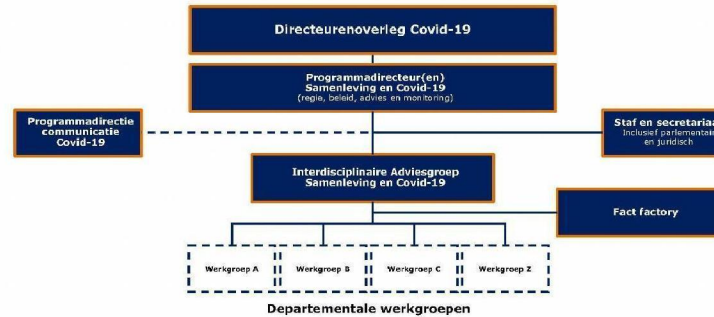 Directeurenoverleg Covid-19
Programmadirecteur(en)
Samenleving en Covid-19
(regie, beleid, advies en monitoring)
Programmadirectie
communicatie
Covid-19
Staf en secretariaa
Inclusief parlementair
en juridisch
Interdisciplinaire Adviesgroep
Samenleving en Covid-19
Fact factory
Werkgroep A
Werkgroep B
Werkgroep C
Werkgroep Z
Departementale werkgroepen